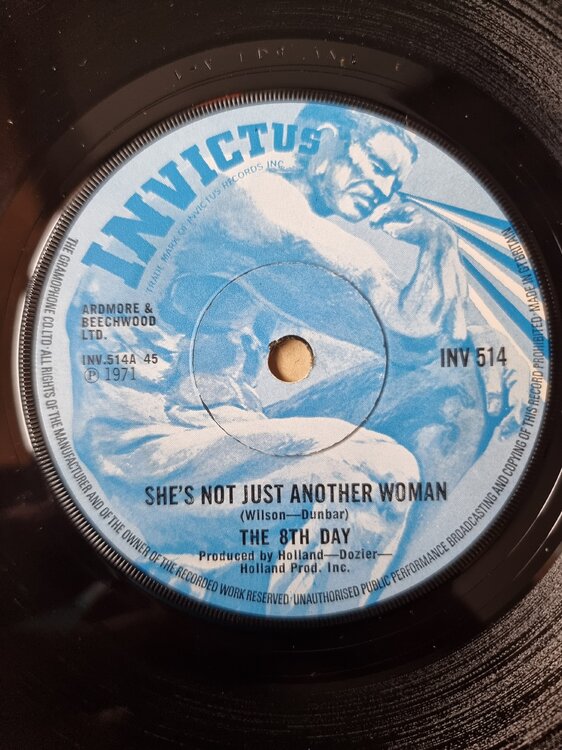 INVICTUS
TRADE MARK OF INVICTUS RECORDS INC
ARDMORE &
BEECHWOOD
LTD.
INV.514A 45
Ⓟ 1971
INV 514
SHE'S NOT JUST ANOTHER WOMAN
(Wilson—Dunbar)
THE 8TH DAY
Produced by Holland—Dozier—
Holland Prod. Inc.
THE GRAMOPHONE CO.LTD·ALL RIGHTS OF THE MANUFACTURER AND OF THE OWNER OF THE RECORDED WORK RESERVED·UNAUTHORISED PUBLIC PERFORMANCE BROADCASTING AND COPYING OF THIS RECORD PROHIBITED·MADE IN GT BRITAIN